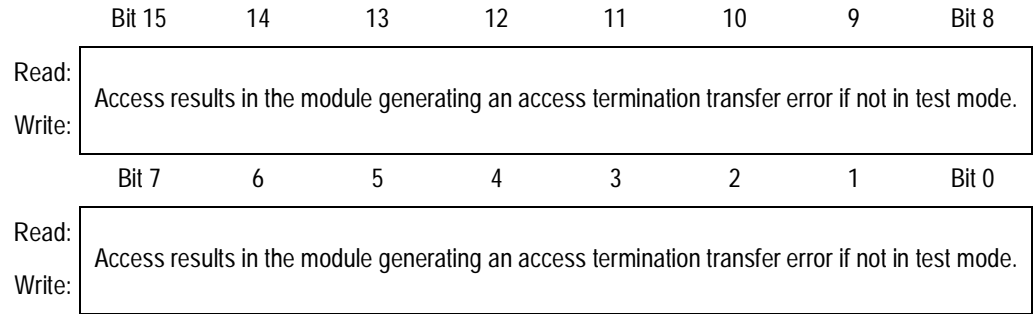 Bit 15 14 13 12 11 10 9 Bit 8
Read:
Access results in the module generating an access termination transfer error if not in test mode.
Write:
Bit 7 6 5 4 3 2 1 Bit 0
Read:
Access results in the module generating an access termination transfer error if not in test mode.
Write: